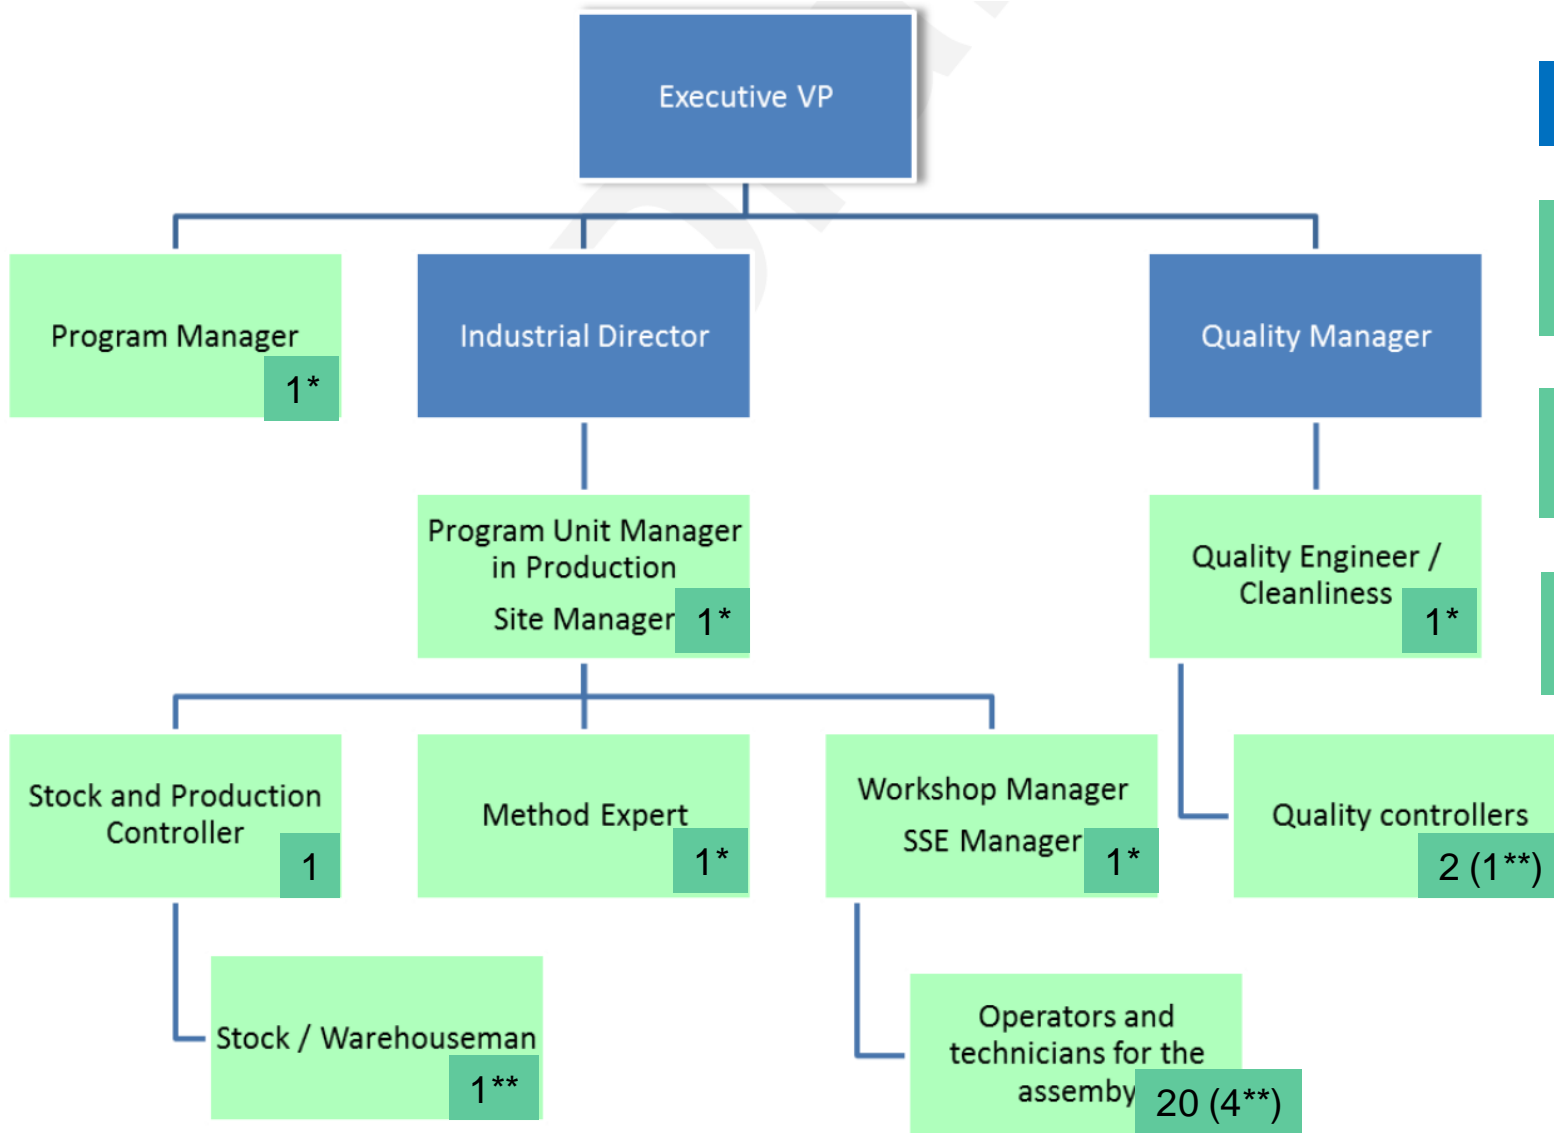 Executive VP
Program Manager
1*
Industrial Director
Quality Manager
Program Unit Manager
in Production
Site Manager
1*
Quality Engineer /
Cleanliness
1*
Stock and Production
Controller
1
Method Expert
1*
Workshop Manager
SSE Manager
1*
Quality controllers
2 (1**)
Stock / Warehouseman
1**
Operators and
technicians for the
assemby
20 (4**)